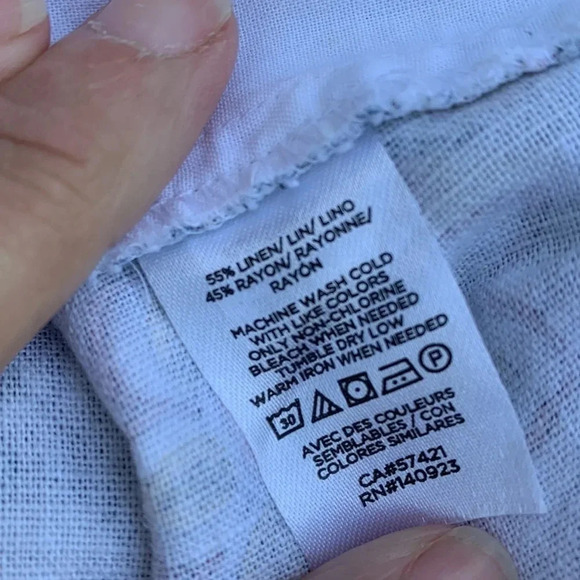 55% LINEN/ LIN/ LINO
45% RAYON/ RAYONNE/
RAYÓN
MACHINE WASH COLD
WITH LIKE COLORS
ONLY NON-CHLORINE
BLEACH WHEN NEEDED
TUMBLE DRY LOW
WARM IRON WHEN NEEDED
30 P
AVEC DES COULEURS
SEMBLABLES/ CON
COLORES SIMILARES
CA#57421
RN#140923